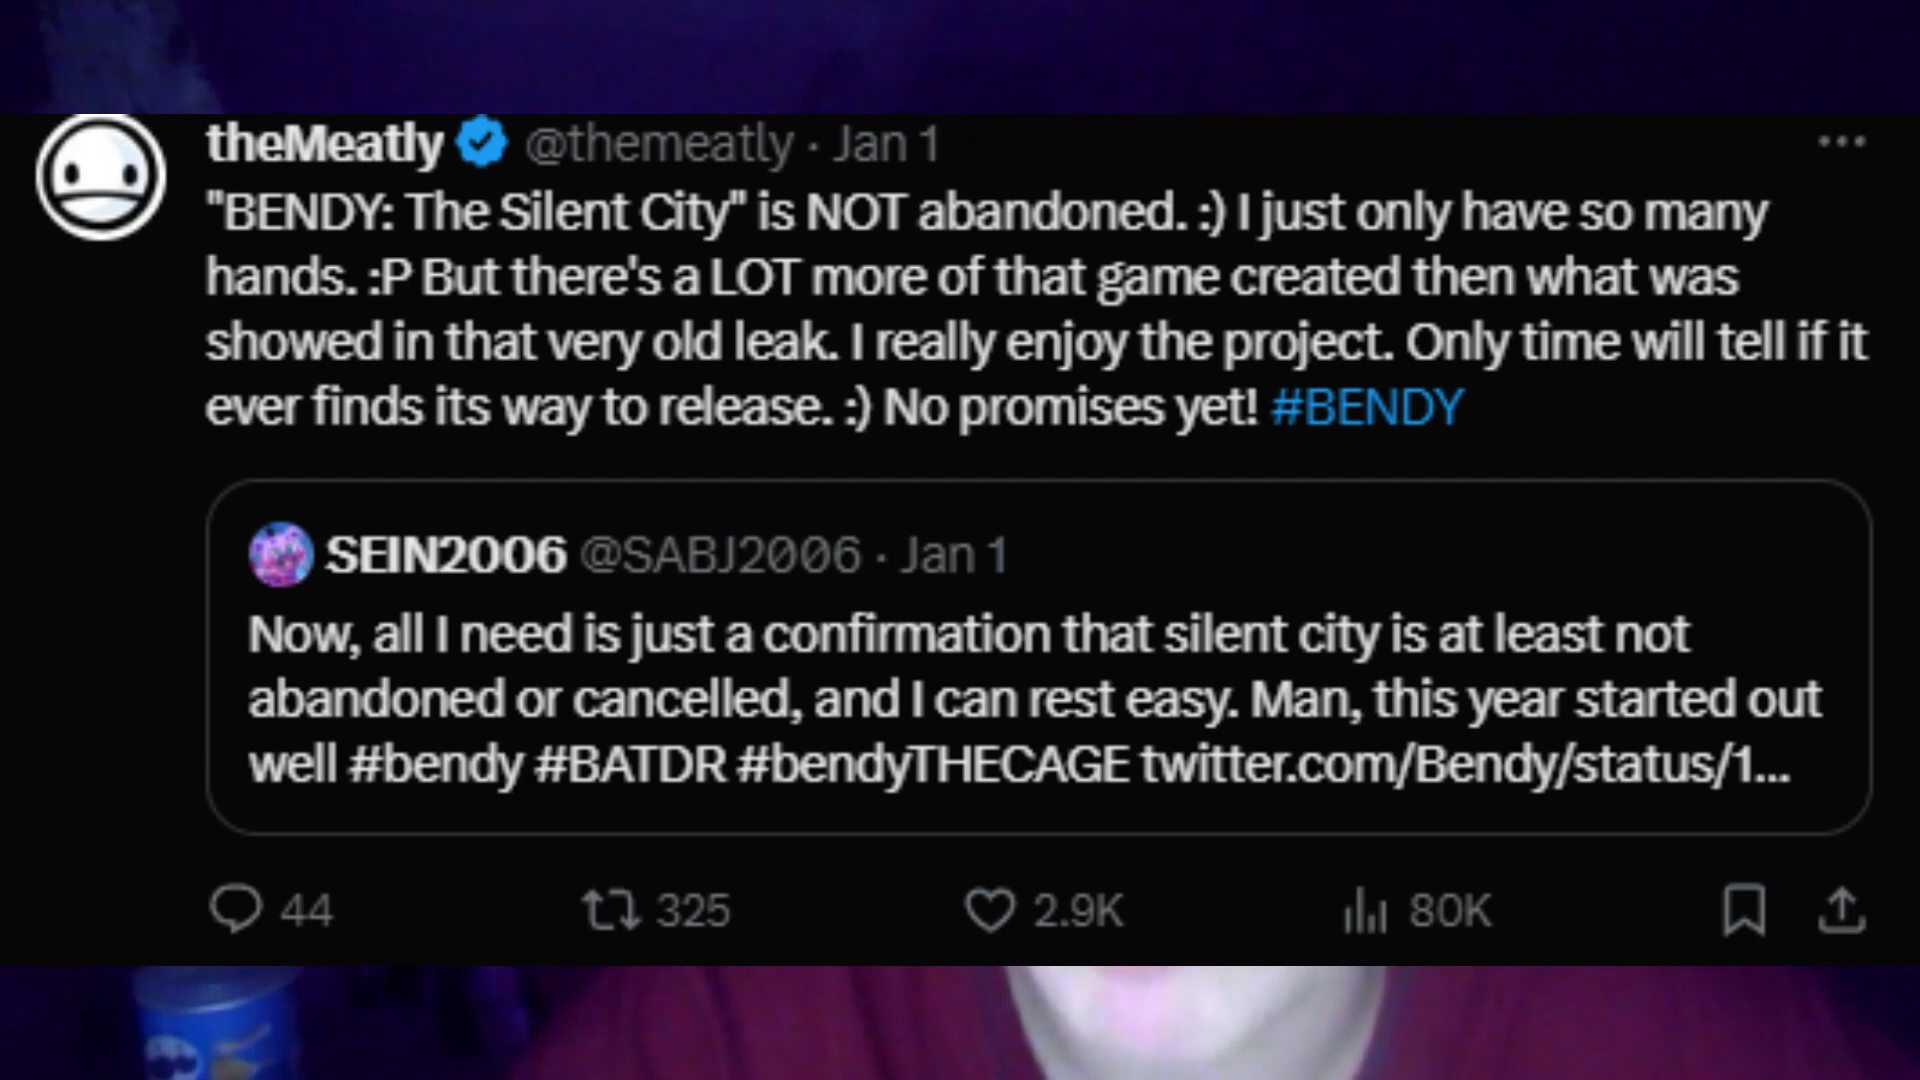 theMeatly @themeatly · Jan 1
"BENDY: The Silent City" is NOT abandoned. :) I just only have so many
hands. :P But there's a LOT more of that game created then what was
showed in that very old leak. I really enjoy the project. Only time will tell if it
ever finds its way to release. :) No promises yet! #BENDY
SEIN2006 @SABJ2006 · Jan 1
Now, all I need is just a confirmation that silent city is at least not
abandoned or cancelled, and I can rest easy. Man, this year started out
well #bendy #BATDR #bendyTHECAGE twitter.com/Bendy/status/1...
44 325 2.9K 80K